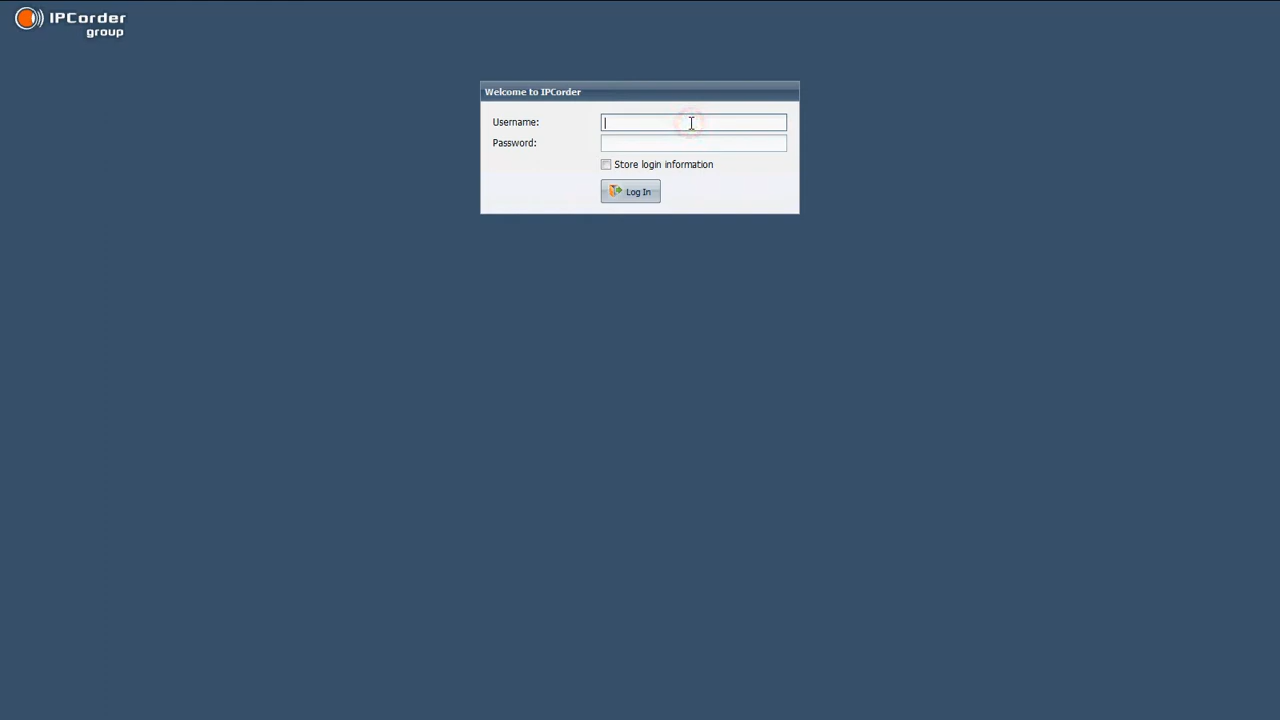 IPCorder
group
Welcome to IPCorder
Username:
Password:
Store login information
Log In